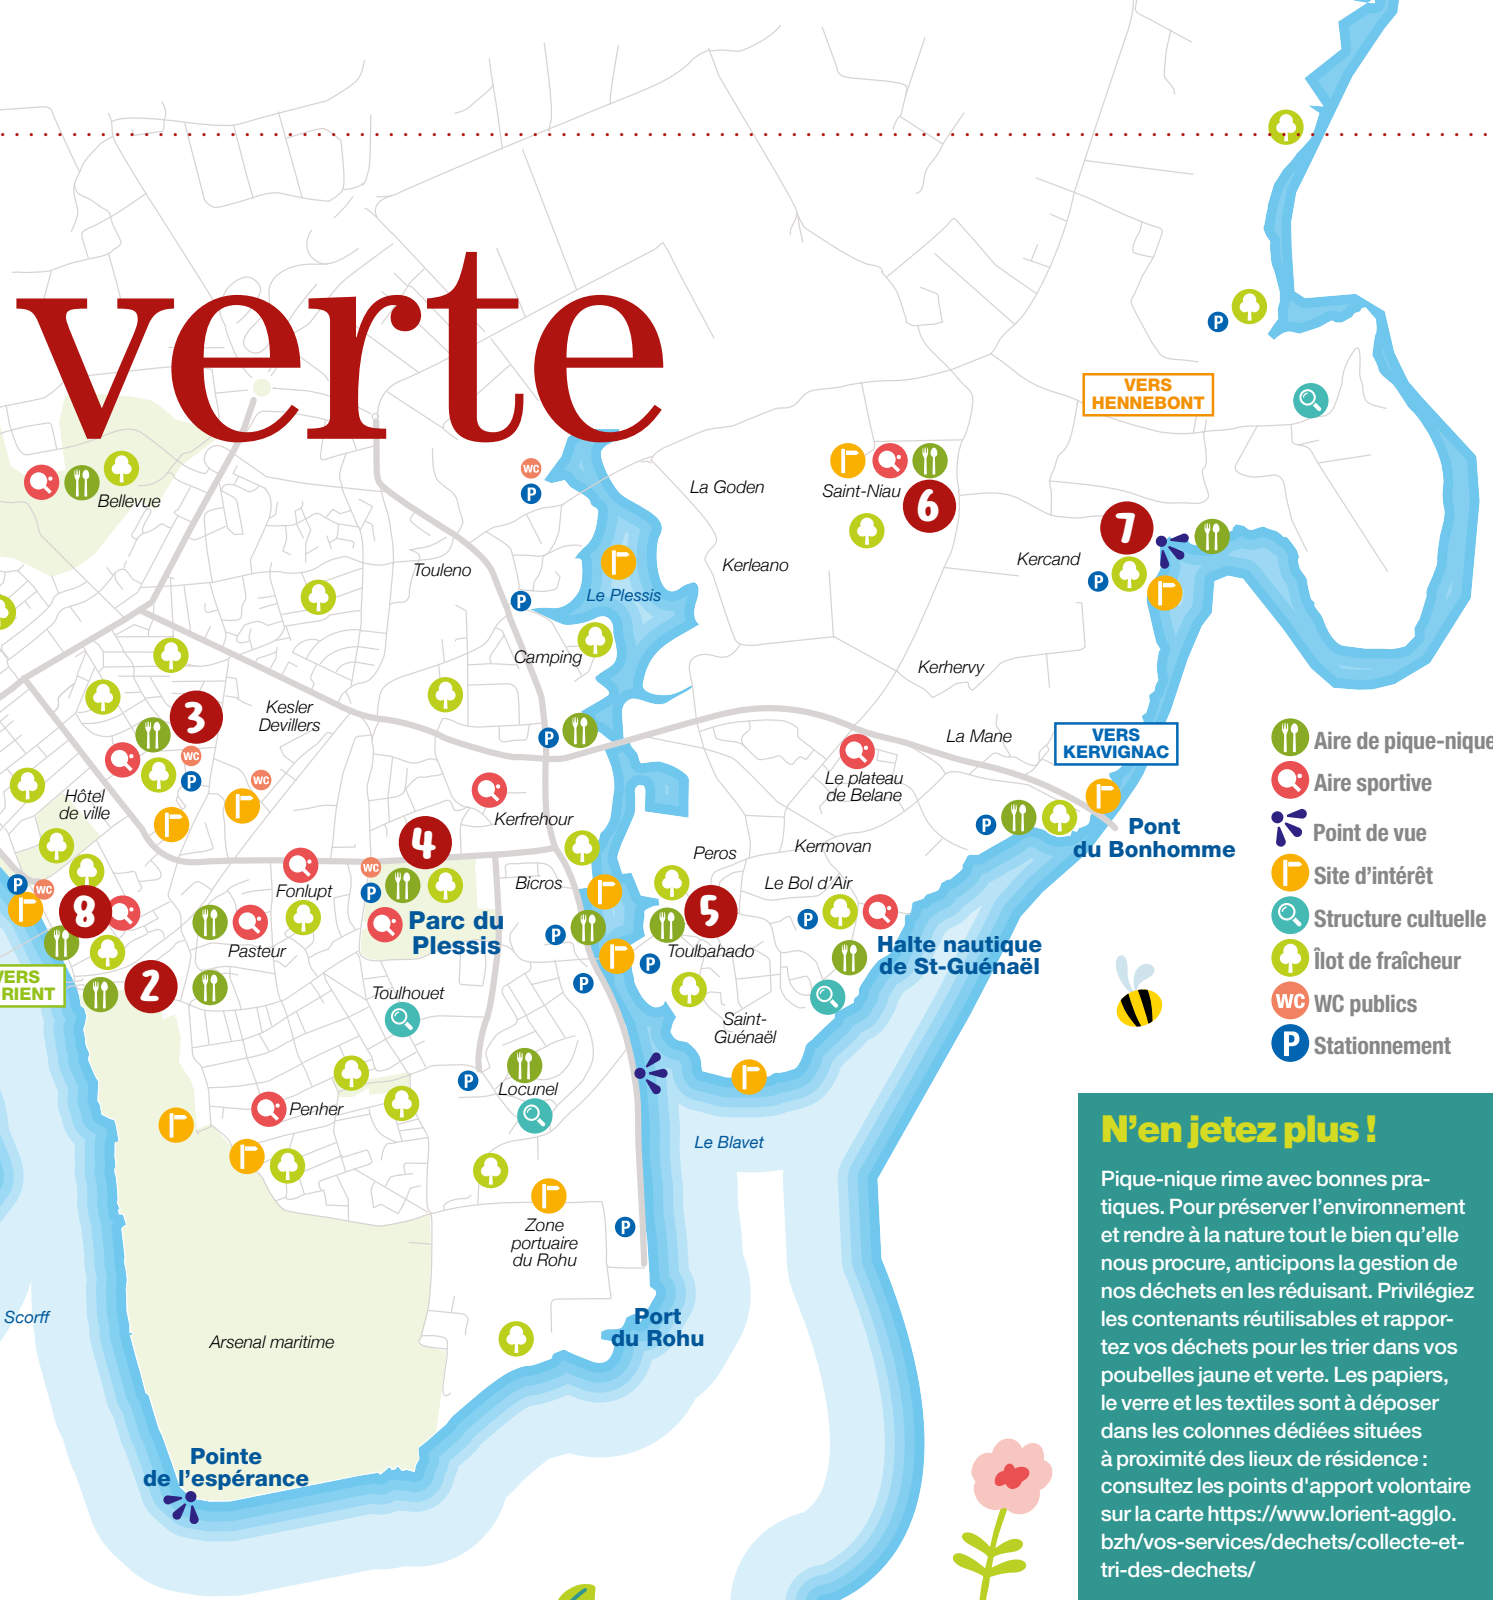 verte
VERS
HENNEBONT
WC
P
P
Bellevue
La Goden
Saint-Niau
6
7
Touleno
Kerleano
Kercand
P
P
Le Plessis
Camping
Kerhervy
3
Kesler
Devillers
WC
P
WC
P
La Mane
VERS
KERVIGNAC
Le plateau
de Belane
Hôtel
de ville
Kerfrehour
P
Pont
du Bonhomme
4
WC
P
Peros
Kermovan
Bicros
Le Bol d'Air
Fonlupt
P
WC
8
5
P
Parc du
Plessis
Pasteur
P
Toulbahado
P
Halte nautique
de St-Guénaël
VERS
RIENT
2
P
Toulhouet
Saint-
Guénaël
P
Locunel
Penher
Le Blavet
Zone
portuaire
du Rohu
P
Scorff
Arsenal maritime
Port
du Rohu
Pointe
de l'espérance
Aire de pique-nique
Aire sportive
Point de vue
Site d'intérêt
Structure cultuelle
Îlot de fraîcheur
WC WC publics
P Stationnement
N'en jetez plus !
Pique-nique rime avec bonnes pra-
tiques. Pour préserver l'environnement
et rendre à la nature tout le bien qu'elle
nous procure, anticipons la gestion de
nos déchets en les réduisant. Privilégiez
les contenants réutilisables et rappor-
tez vos déchets pour les trier dans vos
poubelles jaune et verte. Les papiers,
le verre et les textiles sont à déposer
dans les colonnes dédiées situées
à proximité des lieux de résidence :
consultez les points d'apport volontaire
sur la carte https://www.lorient-agglo.
bzh/vos-services/dechets/collecte-et-
tri-des-dechets/